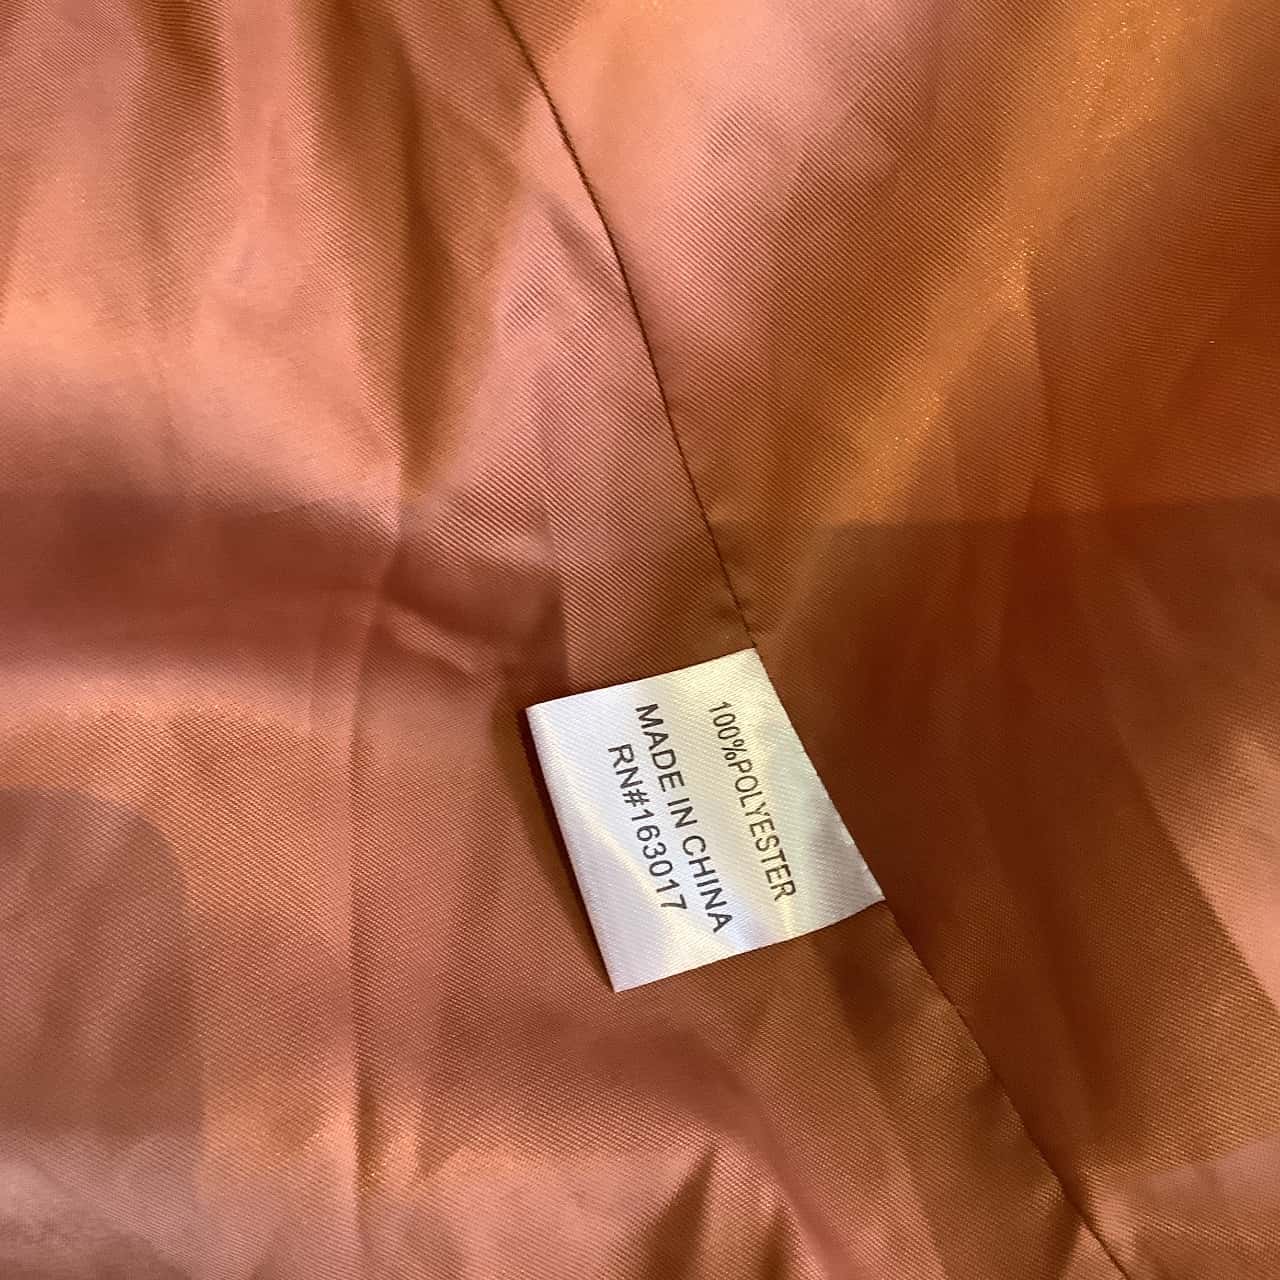 100%POLYESTER
MADE IN CHINA
RN#163017